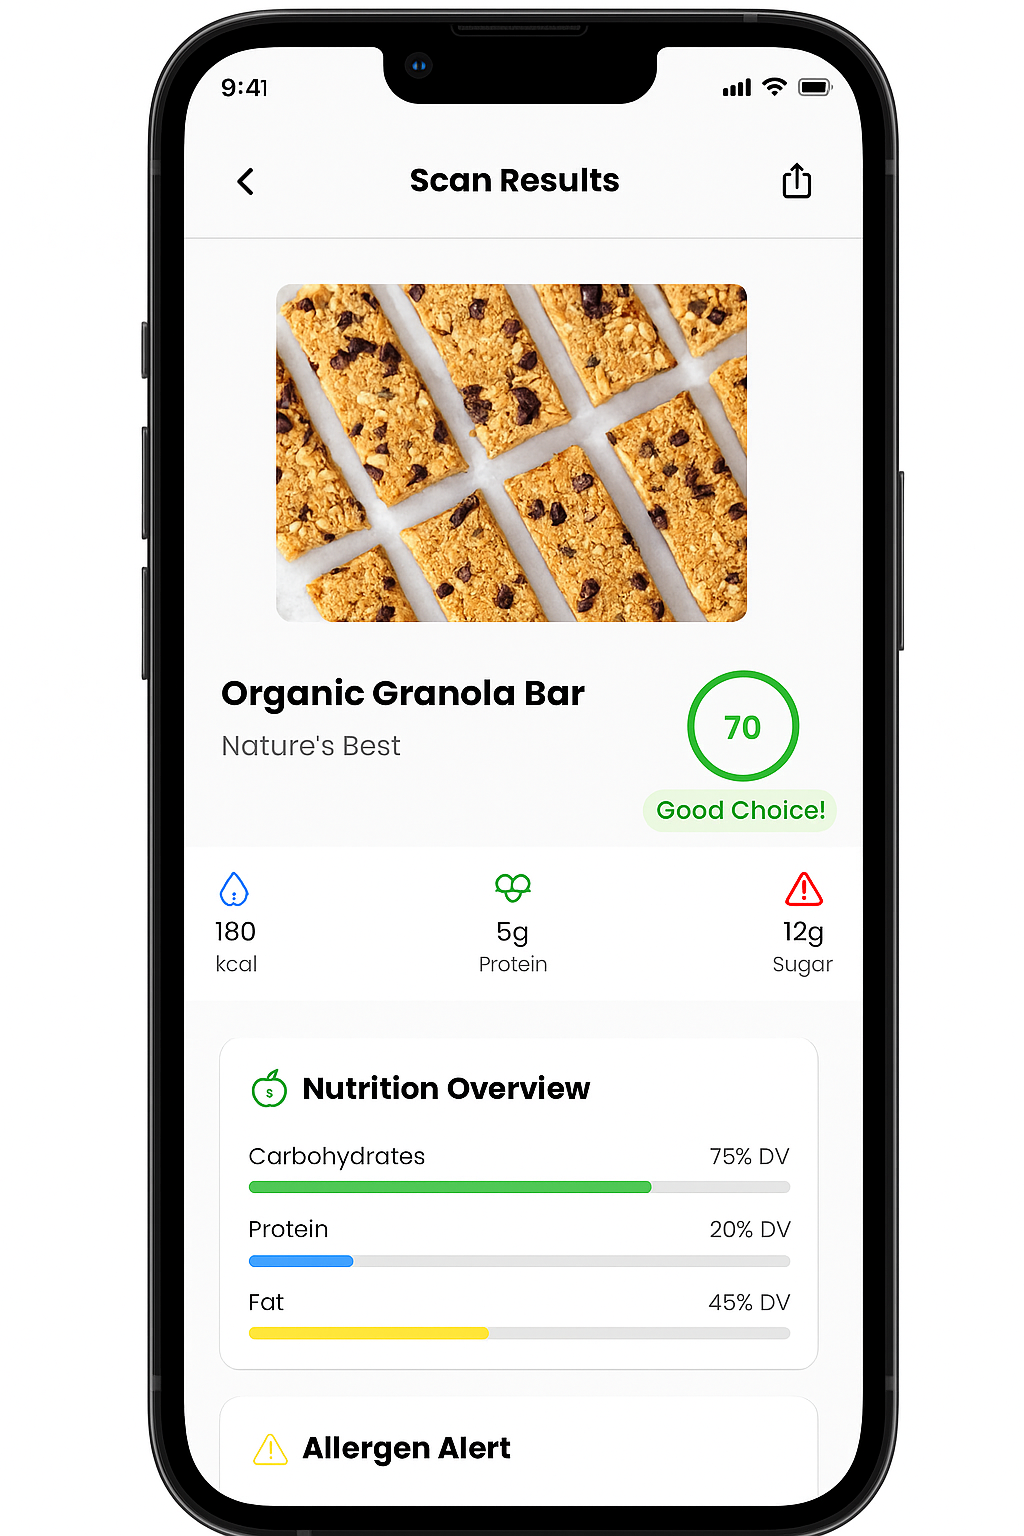 9:41
Scan Results
Organic Granola Bar
Nature's Best
70
Good Choice!
180
kcal
5g
Protein
12g
Sugar
Nutrition Overview
Carbohydrates 75% DV
Protein 20% DV
Fat 45% DV
Allergen Alert